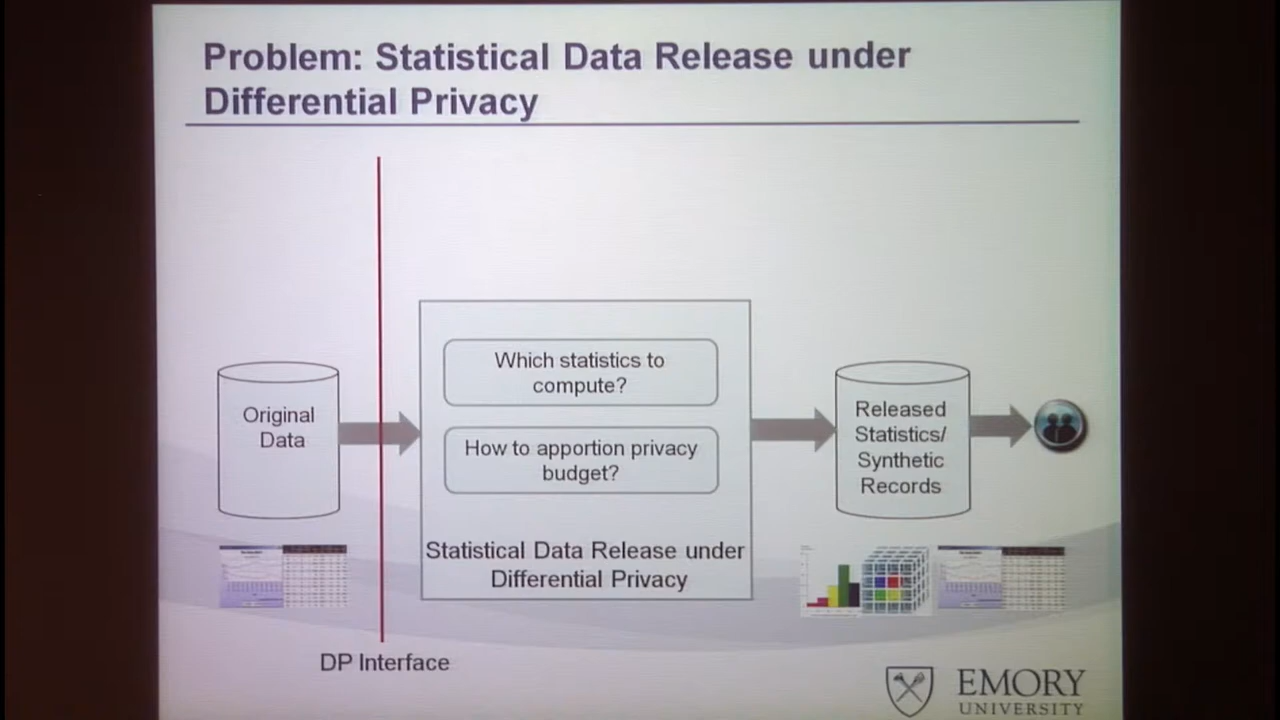 Problem: Statistical Data Release under
Differential Privacy
Original
Data
Which statistics to
compute?
How to apportion privacy
budget?
Statistical Data Release under
Differential Privacy
Released
Statistics/
Synthetic
Records
DP Interface
EMORY
UNIVERSITY